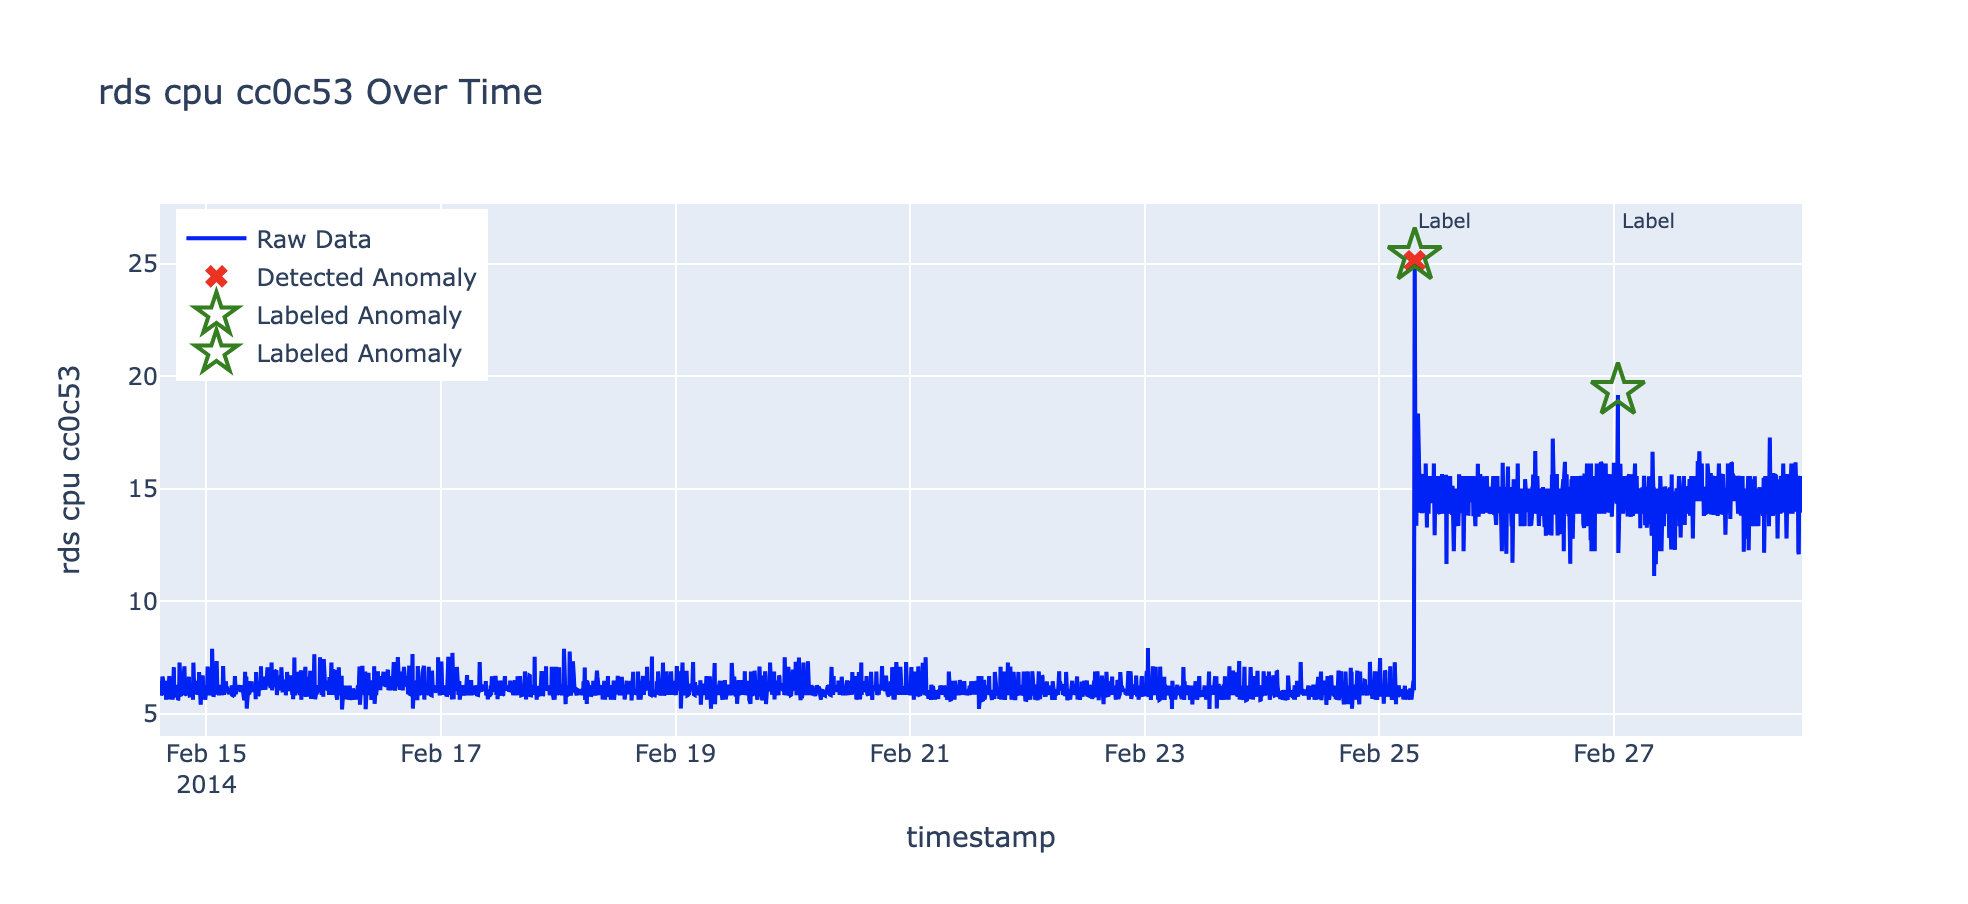 rds cpu cc0c53 Over Time
Raw Data
Detected Anomaly
Labeled Anomaly
Labeled Anomaly
Label
Label
25
20
15
10
5
rds cpu cc0c53
Feb 15
2014
Feb 17
Feb 19
Feb 21
Feb 23
Feb 25
Feb 27
timestamp